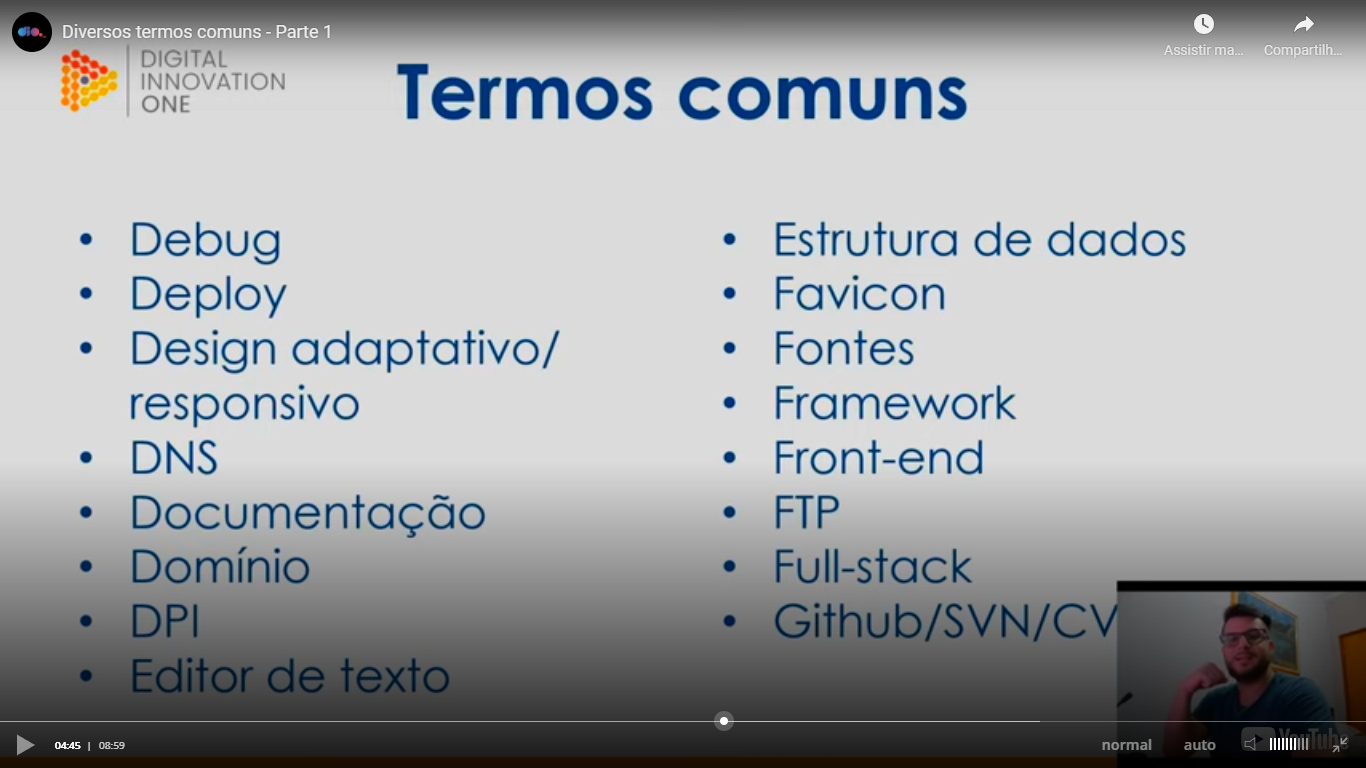 Diversos termos comuns - Parte 1
Assistir ma...
Compartilh...
DIGITAL
INNOVATION
ONE
Termos comuns
• Debug
• Deploy
• Design adaptativo/
responsivo
• DNS
• Documentação
• Domínio
• DPI
• Editor de texto
• Estrutura de dados
• Favicon
• Fontes
• Framework
• Front-end
• FTP
• Full-stack
• Github/SVN/CV
04:45 | 08:59
normal
auto
YouTube